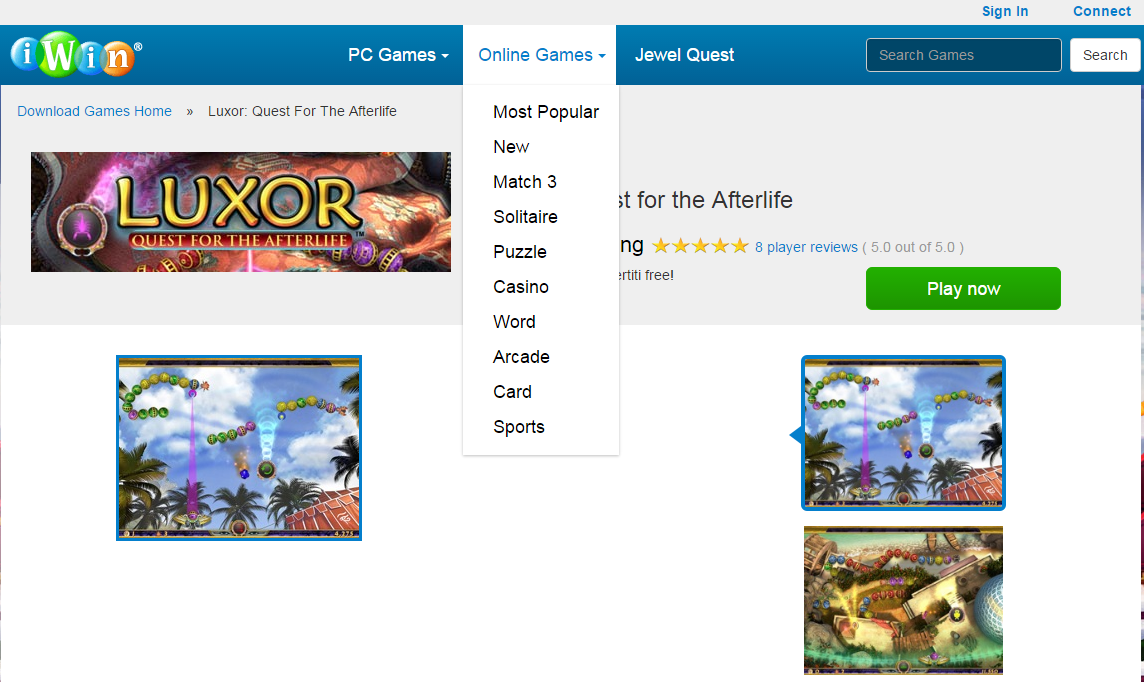 Sign In Connect
iWin®
PC Games Online Games Jewel Quest Search Games Search
Download Games Home » Luxor: Quest For The Afterlife
Most Popular
New
Match 3
Solitaire
Puzzle
Casino
Word
Arcade
Card
Sports
LUXOR™
QUEST FOR THE AFTERLIFE
st for the Afterlife
ng 8 player reviews ( 5.0 out of 5.0 )
ertiti free!
Play now